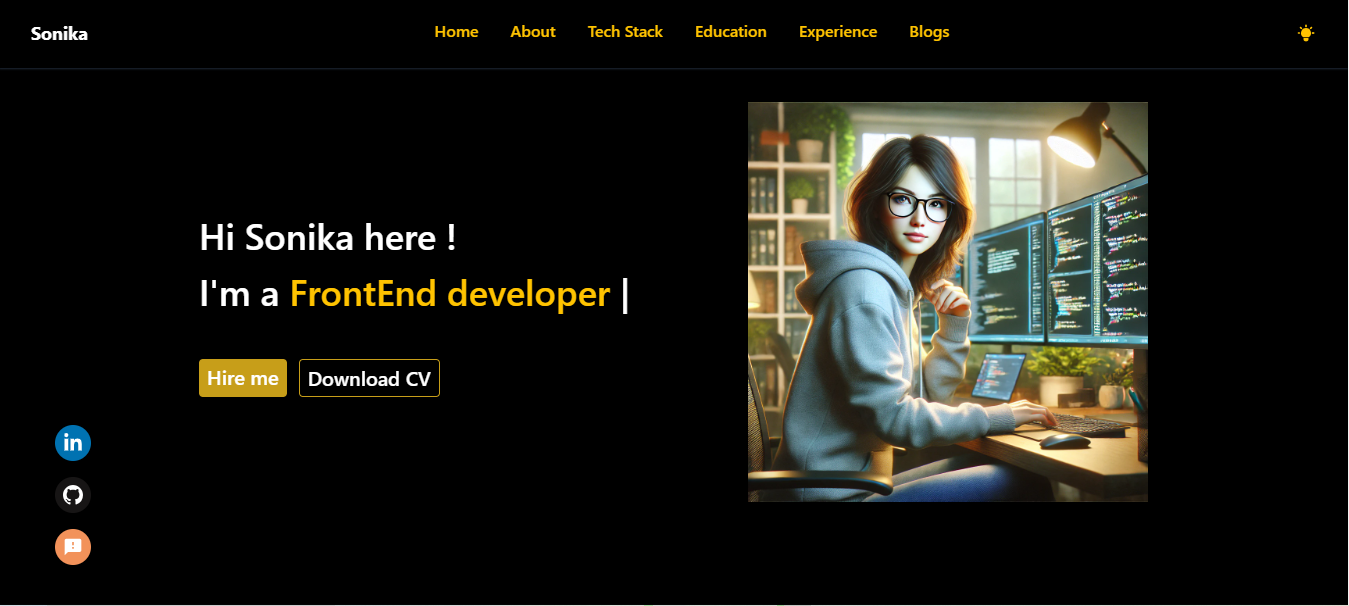 Sonika
Home About Tech Stack Education Experience Blogs
Hi Sonika here !
I'm a FrontEnd developer |
Hire me Download CV
in